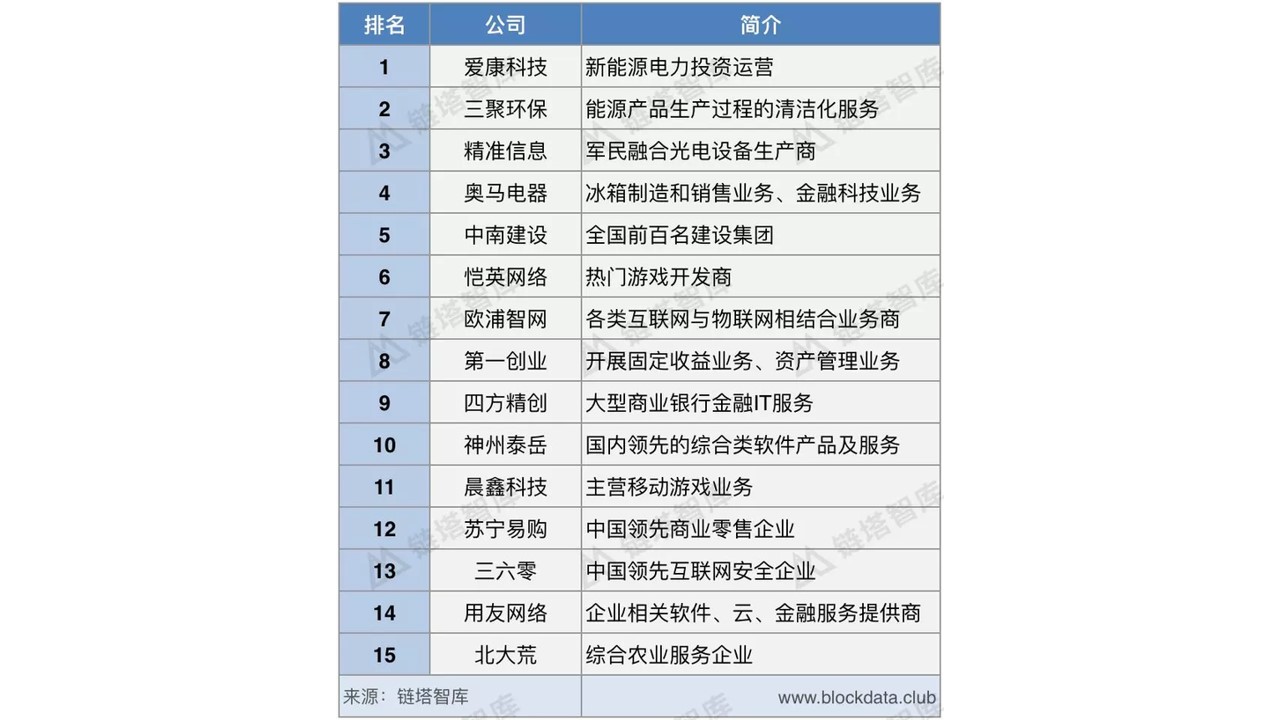 排名 公司 简介
1 爱康科技 新能源电力投资运营
2 三聚环保 能源产品生产过程的清洁化服务
3 精准信息 军民融合光电设备生产商
4 奥马电器 冰箱制造和销售业务、金融科技业务
5 中南建设 全国前百名建设集团
6 恺英网络 热门游戏开发商
7 欧浦智网 各类互联网与物联网相结合业务商
8 第一创业 开展固定收益业务、资产管理业务
9 四方精创 大型商业银行金融IT服务
10 神州泰岳 国内领先的综合类软件产品及服务
11 晨鑫科技 主营移动游戏业务
12 苏宁易购 中国领先商业零售企业
13 三六零 中国领先互联网安全企业
14 用友网络 企业相关软件、云、金融服务提供商
15 北大荒 综合农业服务企业
来源：链塔智库 www.blockdata.club